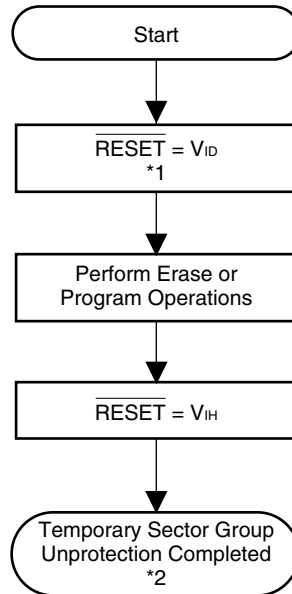 Start
RESET = VID
*1
Perform Erase or
Program Operations
RESET = VIH
Temporary Sector Group
Unprotection Completed
*2